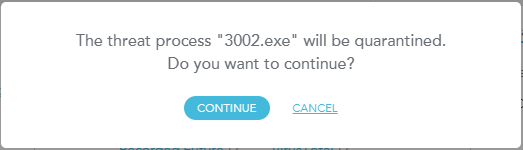 The threat process "3002.exe" will be quarantined.
Do you want to continue?
CONTINUE CANCEL